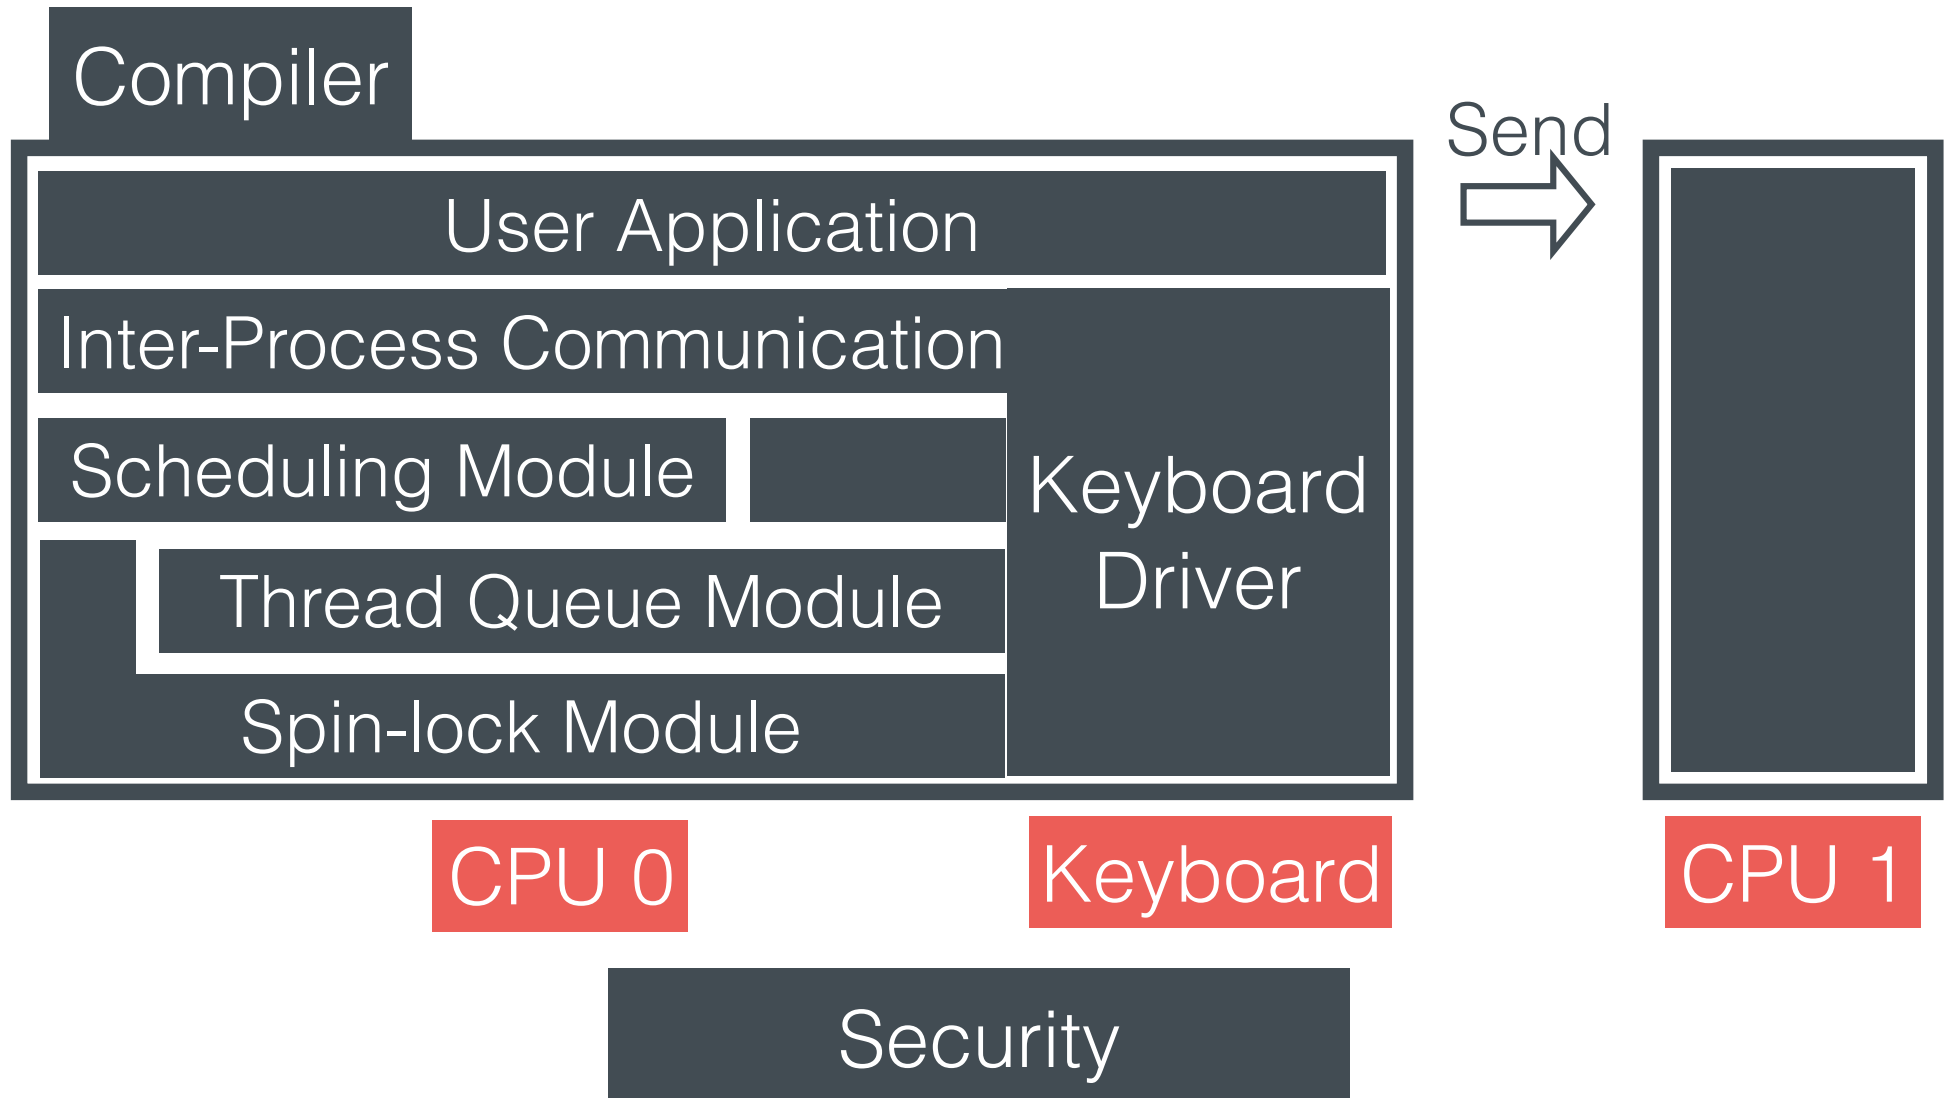 Compiler
Send
User Application
Inter-Process Communication
Scheduling Module
Keyboard
Driver
Thread Queue Module
Spin-lock Module
CPU 0
Keyboard
CPU 1
Security